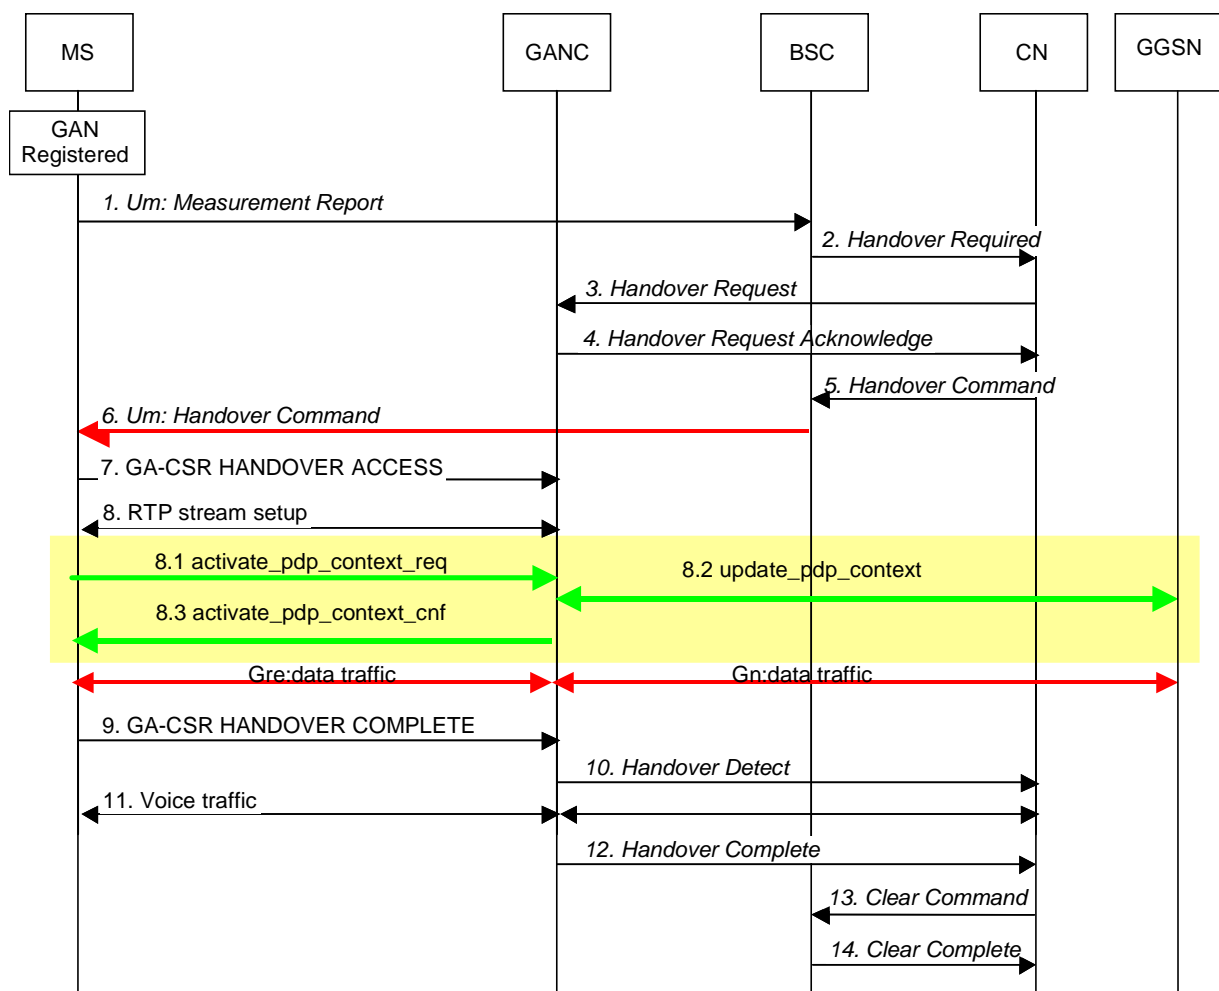 MS
GANC
BSC
CN
GGSN
GAN
Registered
1. Um: Measurement Report
2. Handover Required
3. Handover Request
4. Handover Request Acknowledge
5. Handover Command
6. Um: Handover Command
7. GA-CSR HANDOVER ACCESS
8. RTP stream setup
8.1 activate_pdp_context_req
8.2 update_pdp_context
8.3 activate_pdp_context_cnf
Gre:data traffic
Gn:data traffic
9. GA-CSR HANDOVER COMPLETE
10. Handover Detect
11. Voice traffic
12. Handover Complete
13. Clear Command
14. Clear Complete